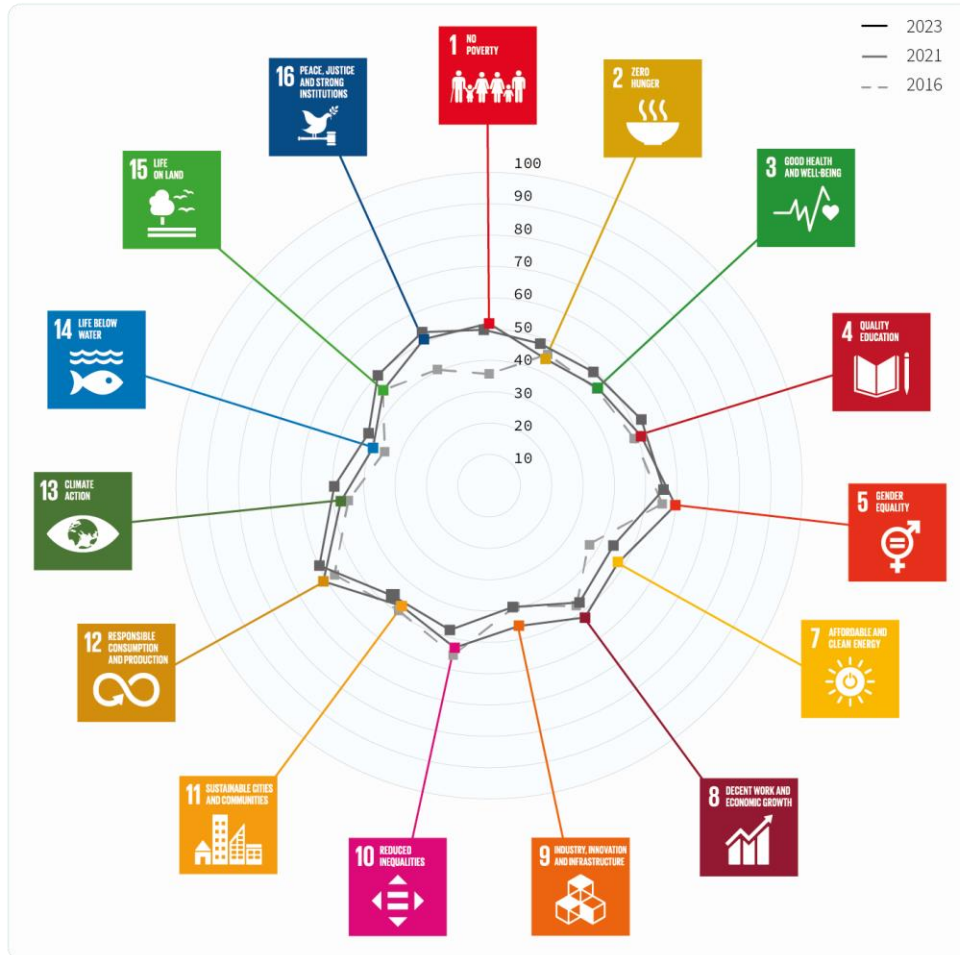 2023
2021
2016
1 NO
POVERTY
2 ZERO
HUNGER
3 GOOD HEALTH
AND WELL-BEING
4 QUALITY
EDUCATION
5 GENDER
EQUALITY
7 AFFORDABLE AND
CLEAN ENERGY
8 DECENT WORK AND
ECONOMIC GROWTH
9 INDUSTRY, INNOVATION
AND INFRASTRUCTURE
10 REDUCED
INEQUALITIES
11 SUSTAINABLE CITIES
AND COMMUNITIES
12 RESPONSIBLE
CONSUMPTION
AND PRODUCTION
13 CLIMATE
ACTION
14 LIFE BELOW
WATER
15 LIFE
ON LAND
16 PEACE, JUSTICE
AND STRONG
INSTITUTIONS
100
90
80
70
60
50
40
30
20
10